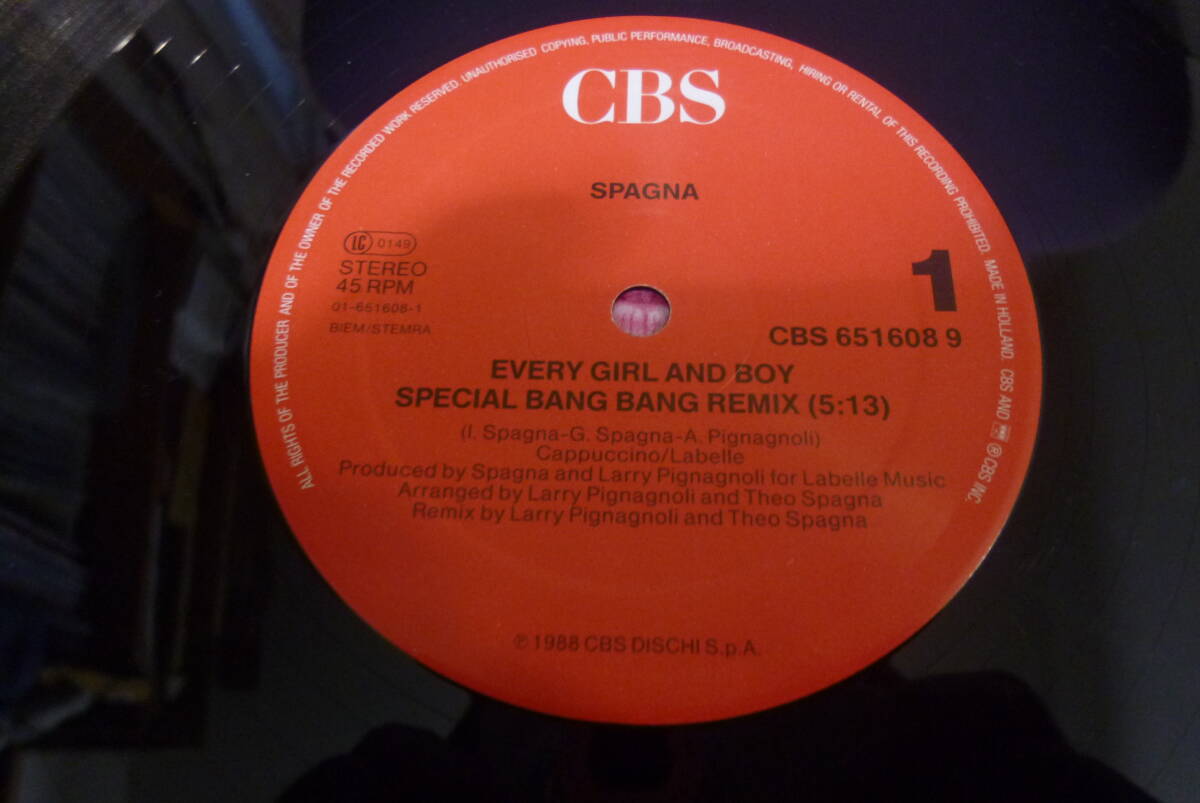 ALL RIGHTS OF THE PRODUCER AND OF THE OWNER OF THE RECORDED WORK RESERVED. UNAUTHORISED COPYING, PUBLIC PERFORMANCE, BROADCASTING, HIRING OR RENTAL OF THIS RECORDING PROHIBITED. MADE IN HOLLAND. CBS AND ℗ CBS INC.
CBS
SPAGNA
LC 0149
STEREO
45 RPM
01-651608-1
BIEM/STEMRA
1
CBS 651608 9
EVERY GIRL AND BOY
SPECIAL BANG BANG REMIX (5:13)
(I. Spagna-G. Spagna-A. Pignagnoli)
Cappuccino/Labelle
Produced by Spagna and Larry Pignagnoli for Labelle Music
Arranged by Larry Pignagnoli and Theo Spagna
Remix by Larry Pignagnoli and Theo Spagna
℗ 1988 CBS DISCHI S.p.A.